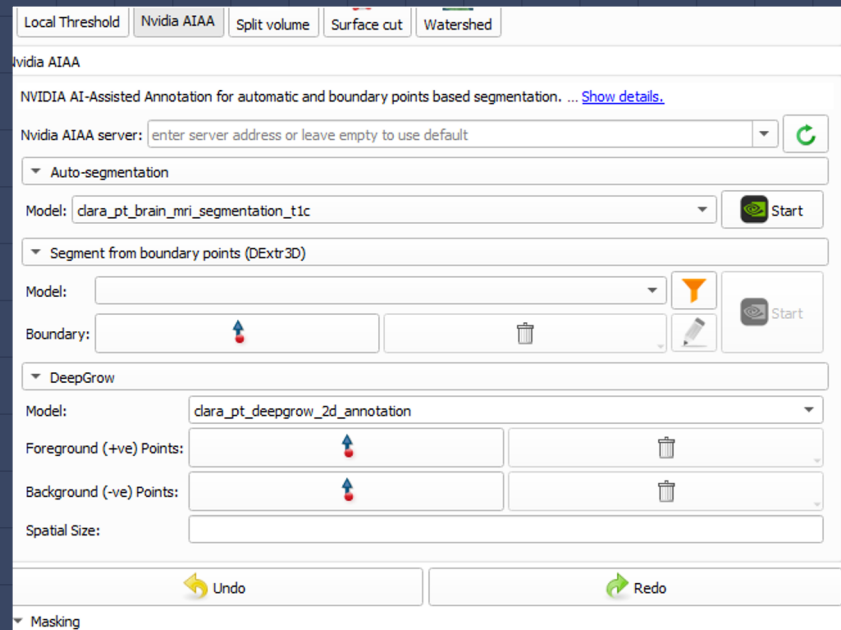 Local Threshold Nvidia AIAA Split volume Surface cut Watershed
Nvidia AIAA
NVIDIA AI-Assisted Annotation for automatic and boundary points based segmentation. ... Show details.
Nvidia AIAA server: enter server address or leave empty to use default
Auto-segmentation
Model: clara_pt_brain_mri_segmentation_t1c Start
Segment from boundary points (DExtr3D)
Model:
Start
Boundary:
DeepGrow
Model: clara_pt_deepgrow_2d_annotation
Foreground (+ve) Points:
Background (-ve) Points:
Spatial Size:
Undo Redo
Masking